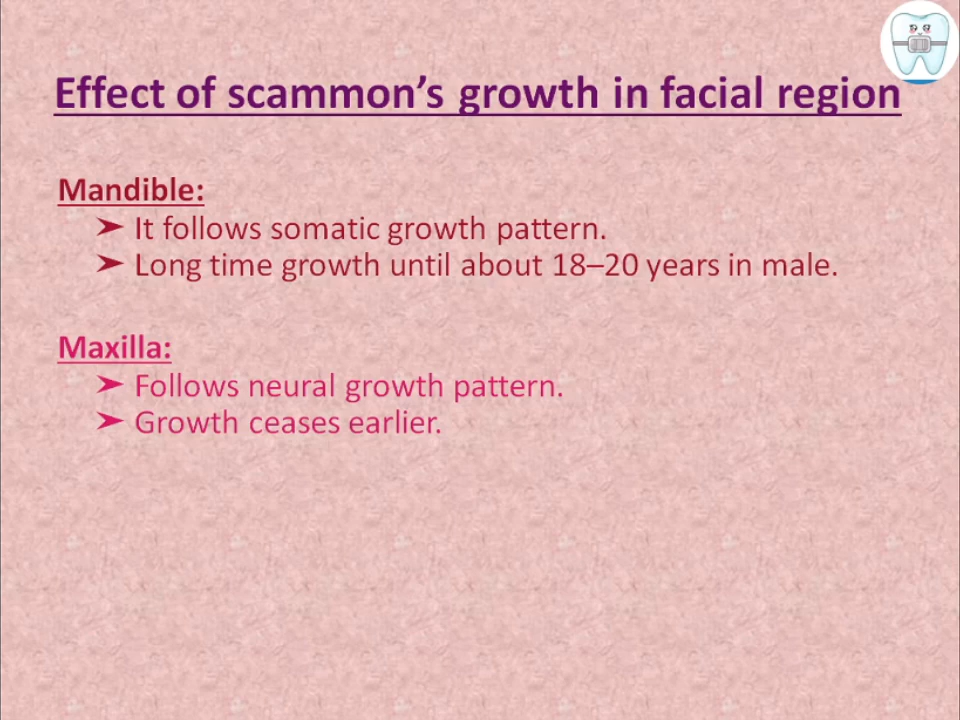 Effect of scammon’s growth in facial region
Mandible:
➤ It follows somatic growth pattern.
➤ Long time growth until about 18–20 years in male.
Maxilla:
➤ Follows neural growth pattern.
➤ Growth ceases earlier.